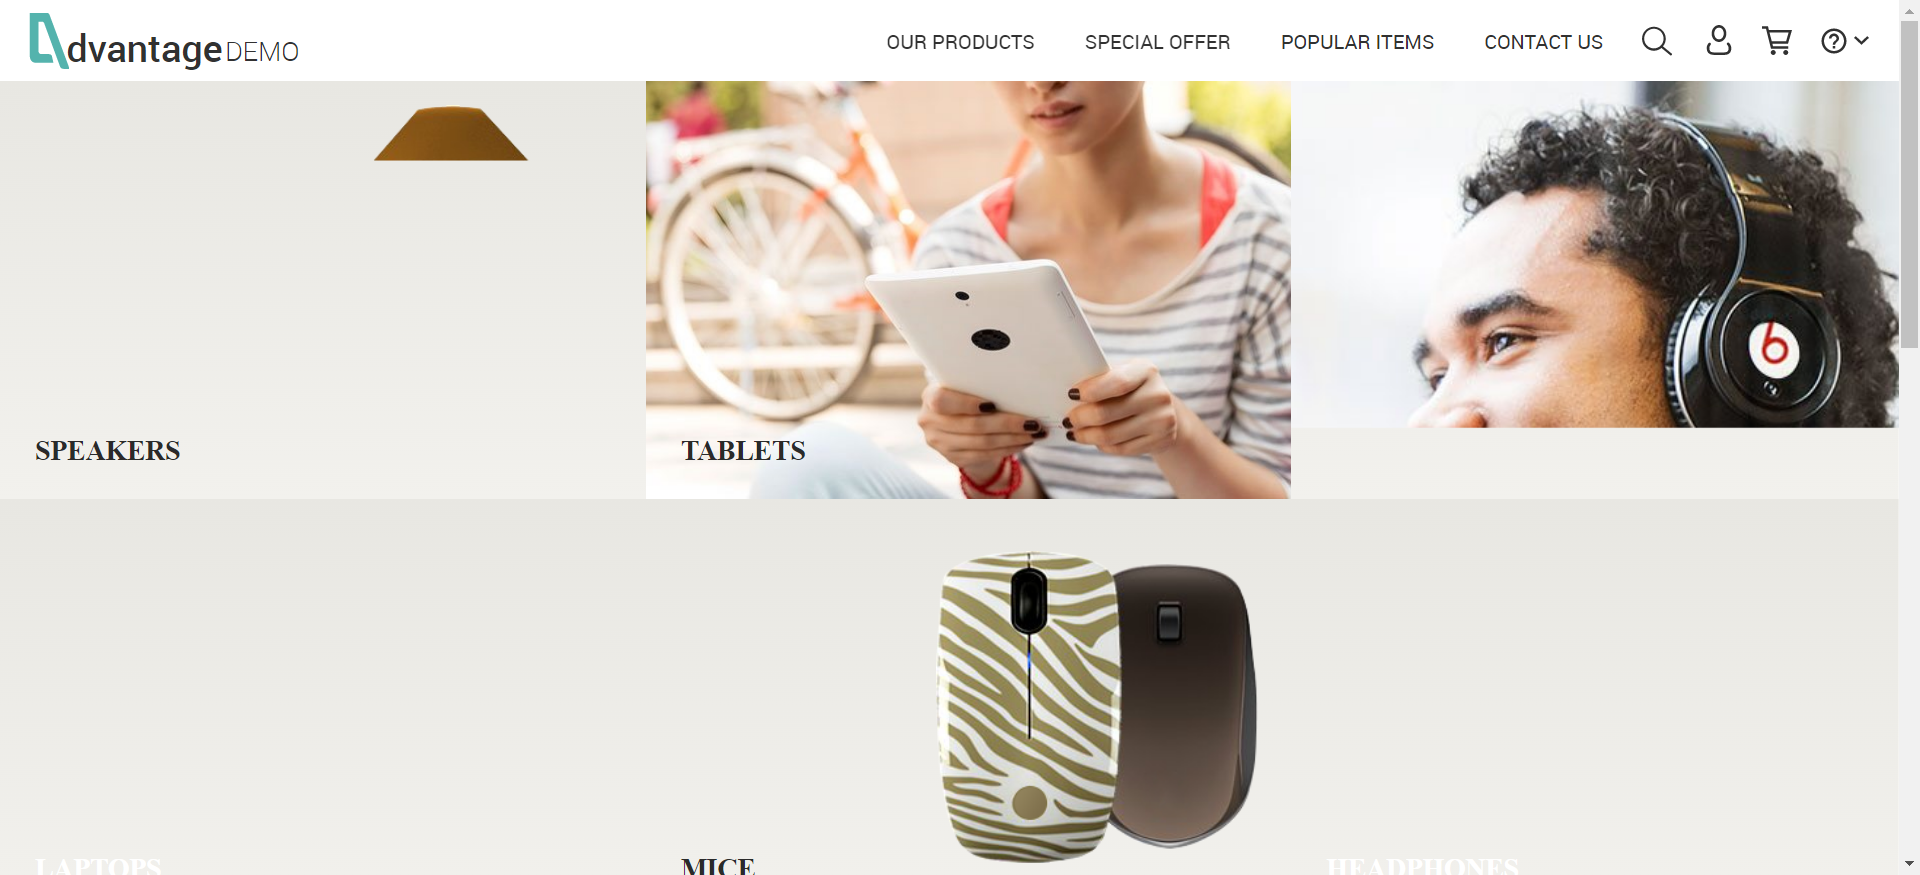 dvantage DEMO
OUR PRODUCTS SPECIAL OFFER POPULAR ITEMS CONTACT US
SPEAKERS
TABLETS
LAPTOPS
MICE
HEADPHONES